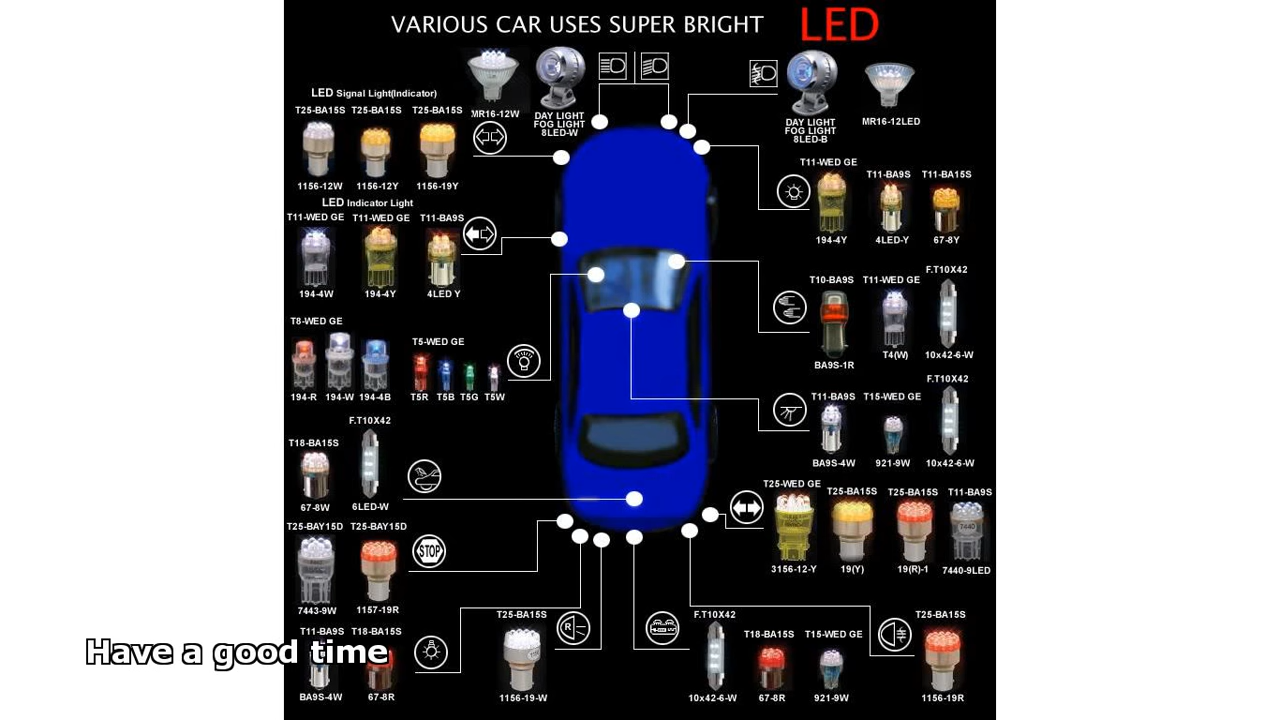 VARIOUS CAR USES SUPER BRIGHT LED
MR16-12W
DAY LIGHT
FOG LIGHT
8LED-W
DAY LIGHT
FOG LIGHT
8LED-B
MR16-12LED
LED Signal Light(Indicator)
T25-BA15S T25-BA15S T25-BA15S
1156-12W 1156-12Y 1156-19Y
T11-WED GE T11-BA9S T11-BA15S
194-4Y 4LED-Y 67-8Y
LED Indicator Light
T11-WED GE T11-WED GE T11-BA9S
194-4W 194-4Y 4LED Y
T10-BA9S T11-WED GE F.T10X42
BA9S-1R T4(W) 10x42-6-W
T8-WED GE
194-R 194-W 194-4B
T5-WED GE
T5R T5B T5G T5W
T11-BA9S T15-WED GE F.T10X42
BA9S-4W 921-9W 10x42-6-W
T18-BA15S F.T10X42
67-8W 6LED-W
T25-WED GE T25-BA15S T25-BA15S T11-BA9S
3156-12-Y 19(Y) 19(R)-1 7440-9LED
T25-BAY15D T25-BAY15D
STOP
7443-9W 1157-19R
T11-BA9S T18-BA15S
BA9S-4W 67-8R
T25-BA15S
R
1156-19-W
F.T10X42 T18-BA15S T15-WED GE
10x42-6-W 67-8R 921-9W
T25-BA15S
1156-19R
Have a good time